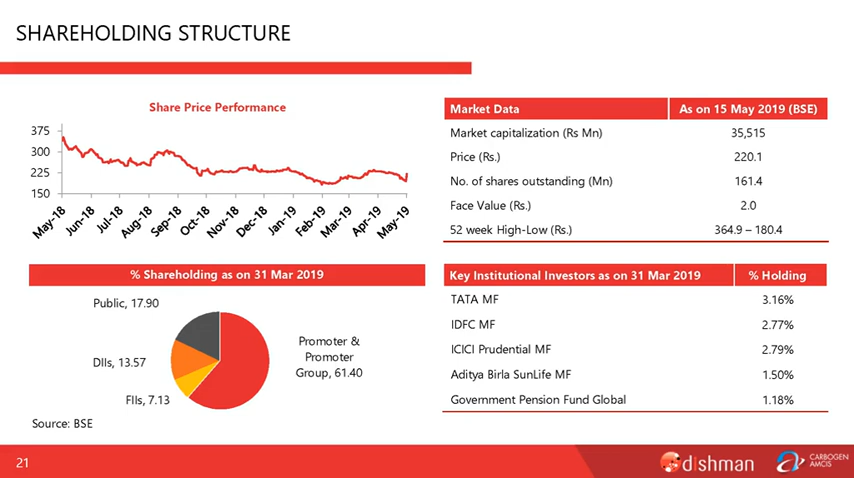 SHAREHOLDING STRUCTURE
Share Price Performance
375
300
225
150
May-18 Jun-18 Jul-18 Aug-18 Sep-18 Oct-18 Nov-18 Dec-18 Jan-19 Feb-19 Mar-19 Apr-19 May-19
Market Data As on 15 May 2019 (BSE)
Market capitalization (Rs Mn) 35,515
Price (Rs.) 220.1
No. of shares outstanding (Mn) 161.4
Face Value (Rs.) 2.0
52 week High-Low (Rs.) 364.9 – 180.4
% Shareholding as on 31 Mar 2019
Public, 17.90
DIIs, 13.57
FIIs, 7.13
Promoter &
Promoter
Group, 61.40
Source: BSE
Key Institutional Investors as on 31 Mar 2019 % Holding
TATA MF 3.16%
IDFC MF 2.77%
ICICI Prudential MF 2.79%
Aditya Birla SunLife MF 1.50%
Government Pension Fund Global 1.18%
21
dishman
CARBOGEN
AMCIS